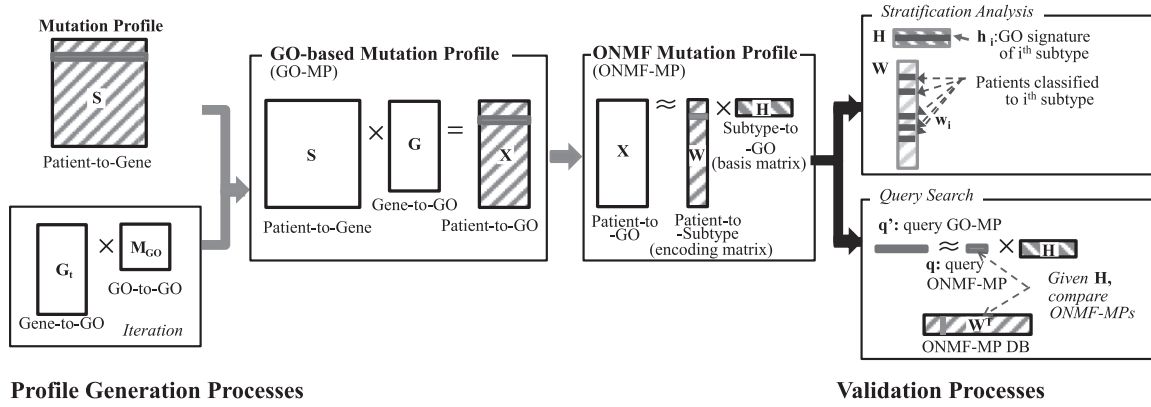 Mutation Profile
S
Patient-to-Gene
G_t × M_GO
GO-to-GO
Gene-to-GO
Iteration
GO-based Mutation Profile
(GO-MP)
S × G = X
Patient-to-Gene
Gene-to-GO
Patient-to-GO
ONMF Mutation Profile
(ONMF-MP)
X ≈ W × H
Subtype-to
-GO
(basis matrix)
Patient-to
-GO
Patient-to
-Subtype
(encoding matrix)
Stratification Analysis
H
h i:GO signature
of ith subtype
W
Patients classified
to ith subtype
w_i
Query Search
q’: query GO-MP
≈ × H
q: query
ONMF-MP
Given H,
compare
ONMF-MPs
W^T
ONMF-MP DB
Profile Generation Processes
Validation Processes